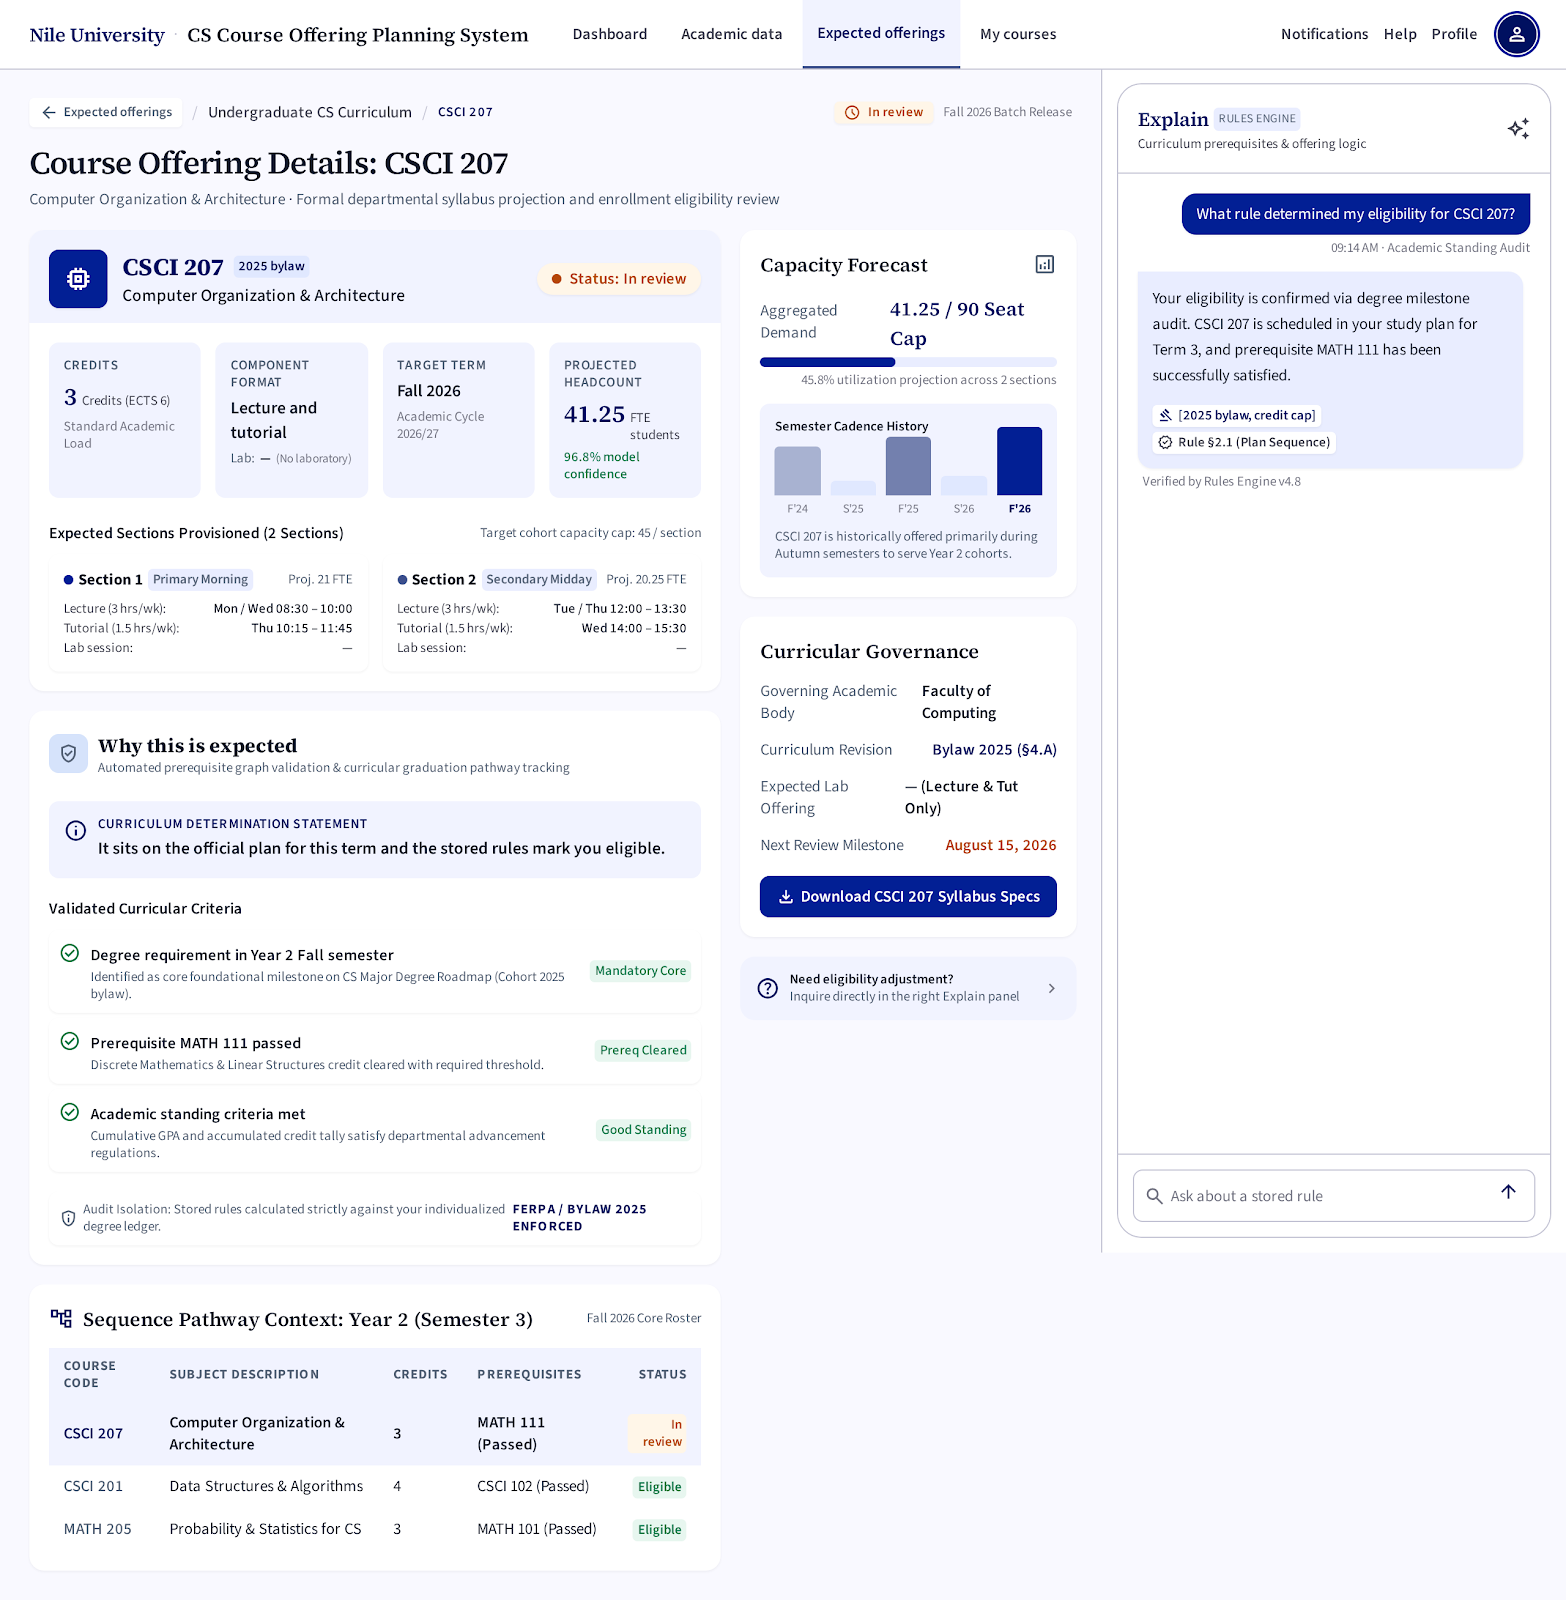 Nile University · CS Course Offering Planning System
Dashboard
Academic data
Expected offerings
My courses
Notifications
Help
Profile
Expected offerings / Undergraduate CS Curriculum / CSCI 207
In review
Fall 2026 Batch Release
Course Offering Details: CSCI 207
Computer Organization & Architecture · Formal departmental syllabus projection and enrollment eligibility review
CSCI 207 2025 bylaw
Computer Organization & Architecture
Status: In review
CREDITS
3 Credits (ECTS 6)
Standard Academic
Load
COMPONENT
FORMAT
Lecture and
tutorial
Lab: — (No laboratory)
TARGET TERM
Fall 2026
Academic Cycle
2026/27
PROJECTED
HEADCOUNT
41.25 FTE
students
96.8% model
confidence
Expected Sections Provisioned (2 Sections)
Target cohort capacity cap: 45 / section
Section 1 Primary Morning Proj. 21 FTE
Lecture (3 hrs/wk): Mon / Wed 08:30 – 10:00
Tutorial (1.5 hrs/wk): Thu 10:15 – 11:45
Lab session: —
Section 2 Secondary Midday Proj. 20.25 FTE
Lecture (3 hrs/wk): Tue / Thu 12:00 – 13:30
Tutorial (1.5 hrs/wk): Wed 14:00 – 15:30
Lab session: —
Why this is expected
Automated prerequisite graph validation & curricular graduation pathway tracking
CURRICULUM DETERMINATION STATEMENT
It sits on the official plan for this term and the stored rules mark you eligible.
Validated Curricular Criteria
Degree requirement in Year 2 Fall semester
Identified as core foundational milestone on CS Major Degree Roadmap (Cohort 2025
bylaw).
Mandatory Core
Prerequisite MATH 111 passed
Discrete Mathematics & Linear Structures credit cleared with required threshold.
Prereq Cleared
Academic standing criteria met
Cumulative GPA and accumulated credit tally satisfy departmental advancement
regulations.
Good Standing
Audit Isolation: Stored rules calculated strictly against your individualized
degree ledger.
FERPA / BYLAW 2025
ENFORCED
Sequence Pathway Context: Year 2 (Semester 3)
Fall 2026 Core Roster
COURSE
CODE
SUBJECT DESCRIPTION
CREDITS
PREREQUISITES
STATUS
CSCI 207
Computer Organization &
Architecture
3
MATH 111
(Passed)
In
review
CSCI 201 Data Structures & Algorithms 4 CSCI 102 (Passed) Eligible
MATH 205 Probability & Statistics for CS 3 MATH 101 (Passed) Eligible
Capacity Forecast
Aggregated
Demand
41.25 / 90 Seat
Cap
45.8% utilization projection across 2 sections
Semester Cadence History
F'24 S'25 F'25 S'26 F'26
CSCI 207 is historically offered primarily during
Autumn semesters to serve Year 2 cohorts.
Curricular Governance
Governing Academic
Body
Faculty of
Computing
Curriculum Revision Bylaw 2025 (§4.A)
Expected Lab
Offering
— (Lecture & Tut
Only)
Next Review Milestone August 15, 2026
Download CSCI 207 Syllabus Specs
Need eligibility adjustment?
Inquire directly in the right Explain panel
Explain RULES ENGINE
Curriculum prerequisites & offering logic
What rule determined my eligibility for CSCI 207?
09:14 AM · Academic Standing Audit
Your eligibility is confirmed via degree milestone
audit. CSCI 207 is scheduled in your study plan for
Term 3, and prerequisite MATH 111 has been
successfully satisfied.
[2025 bylaw, credit cap]
Rule §2.1 (Plan Sequence)
Verified by Rules Engine v4.8
Ask about a stored rule